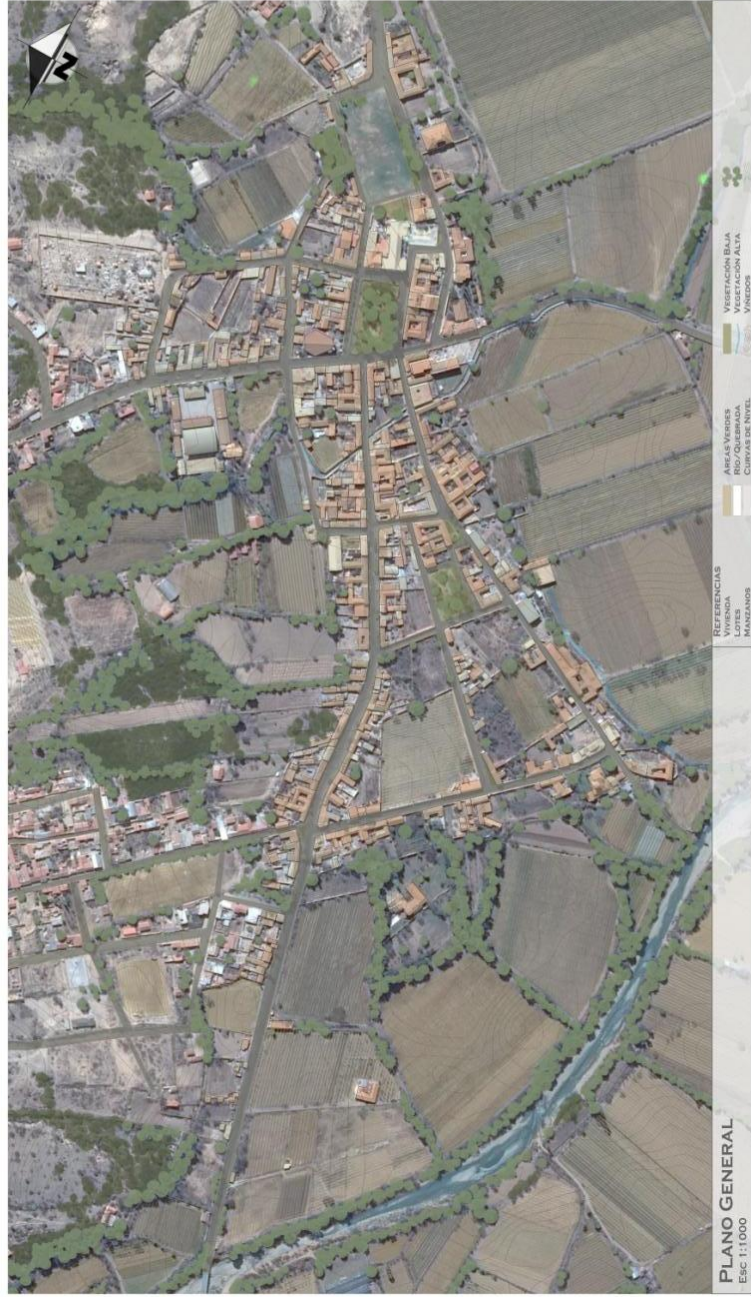 N
PLANO GENERAL
ESC 1:1000
REFERENCIAS
VIVIENDA
LOTES
MANZANOS
AREAS VERDES
RÍO/QUEBRADA
CURVAS DE NIVEL
VEGETACIÓN BAJA
VEGETACIÓN ALTA
VIÑEDOS